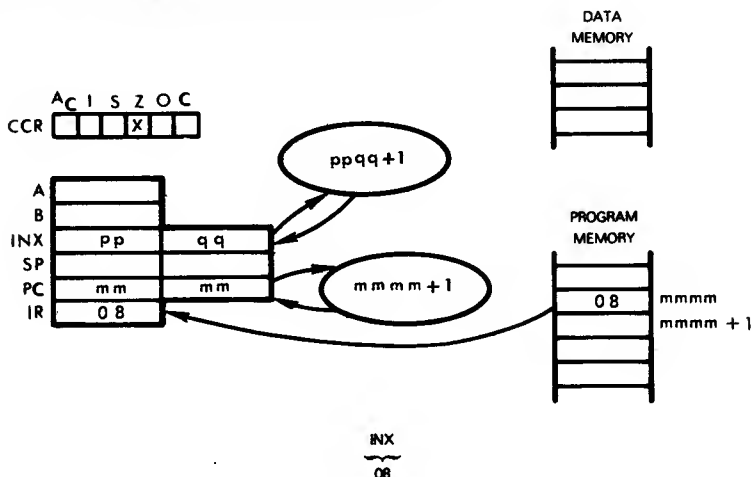 DATA
MEMORY
AC I S Z O C
CCR X
ppqq+1
A
B
INX pp qq
SP
PC mm mm
IR 08
mmmm+1
PROGRAM
MEMORY
08 mmmm
mmmm + 1
INX
08